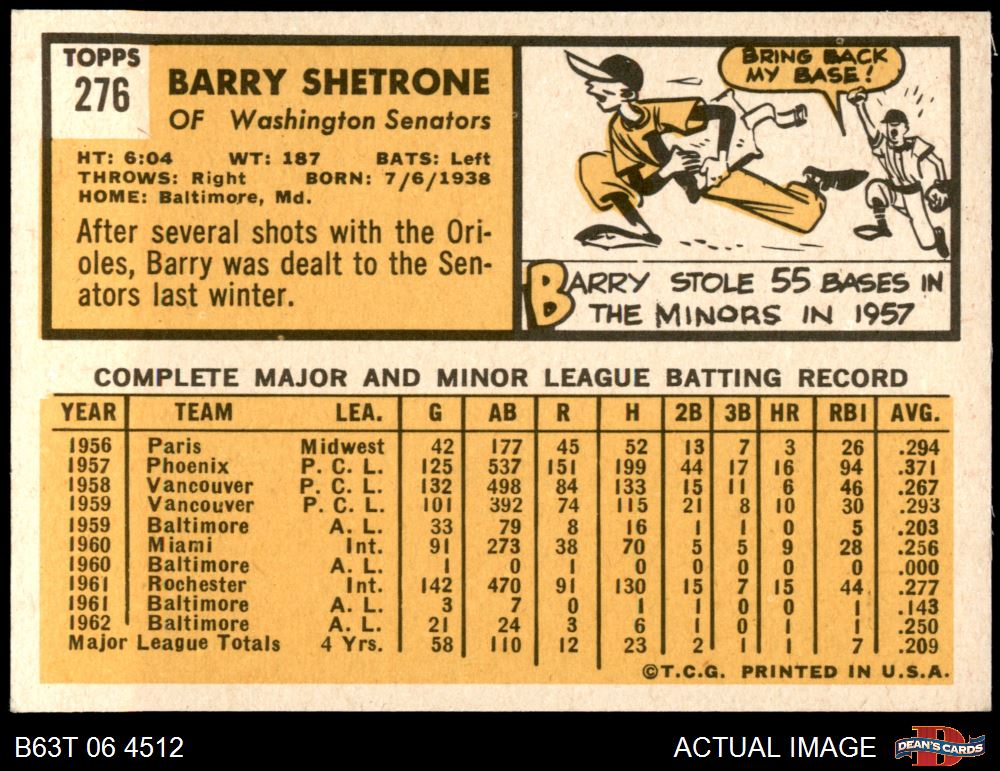 TOPPS
276
BARRY SHETRONE
OF Washington Senators
HT: 6:04 WT: 187 BATS: Left
THROWS: Right BORN: 7/6/1938
HOME: Baltimore, Md.
After several shots with the Ori-
oles, Barry was dealt to the Sen-
ators last winter.
BRING BACK
MY BASE!
BARRY STOLE 55 BASES IN
THE MINORS IN 1957
COMPLETE MAJOR AND MINOR LEAGUE BATTING RECORD
YEAR TEAM LEA. G AB R H 2B 3B HR RBI AVG.
1956 Paris Midwest 42 177 45 52 13 7 3 26 .294
1957 Phoenix P. C. L. 125 537 151 199 44 17 16 94 .371
1958 Vancouver P. C. L. 132 498 84 133 15 11 6 46 .267
1959 Vancouver P. C. L. 101 392 74 115 21 8 10 30 .293
1959 Baltimore A. L. 33 79 8 16 1 1 0 5 .203
1960 Miami Int. 91 273 38 70 5 5 9 28 .256
1960 Baltimore A. L. 1 0 1 0 0 0 0 0 .000
1961 Rochester Int. 142 470 91 130 15 7 15 44 .277
1961 Baltimore A. L. 3 7 0 1 1 0 0 1 .143
1962 Baltimore A. L. 21 24 3 6 1 0 1 1 .250
Major League Totals 4 Yrs. 58 110 12 23 2 1 1 7 .209
©T.C.G. PRINTED IN U.S.A.
B63T 06 4512
ACTUAL IMAGE
DEAN'S CARDS